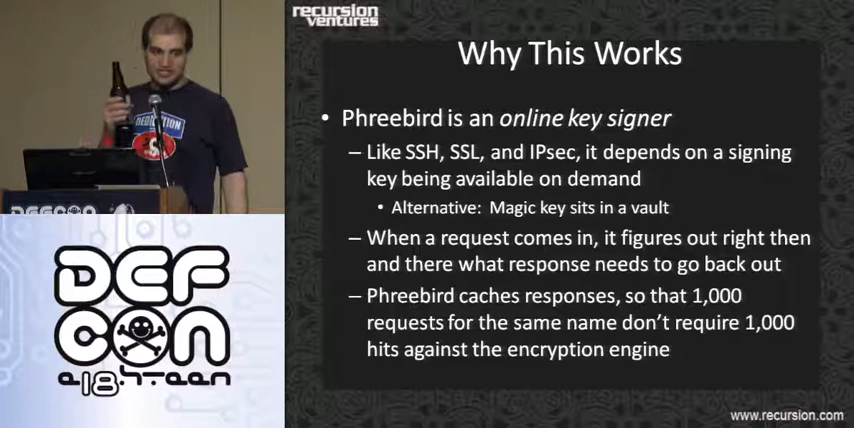 recursion
ventures
Why This Works
• Phreebird is an online key signer
– Like SSH, SSL, and IPsec, it depends on a signing
key being available on demand
• Alternative: Magic key sits in a vault
– When a request comes in, it figures out right then
and there what response needs to go back out
– Phreebird caches responses, so that 1,000
requests for the same name don't require 1,000
hits against the encryption engine
www.recursion.com
DEFCON
DEF
CON